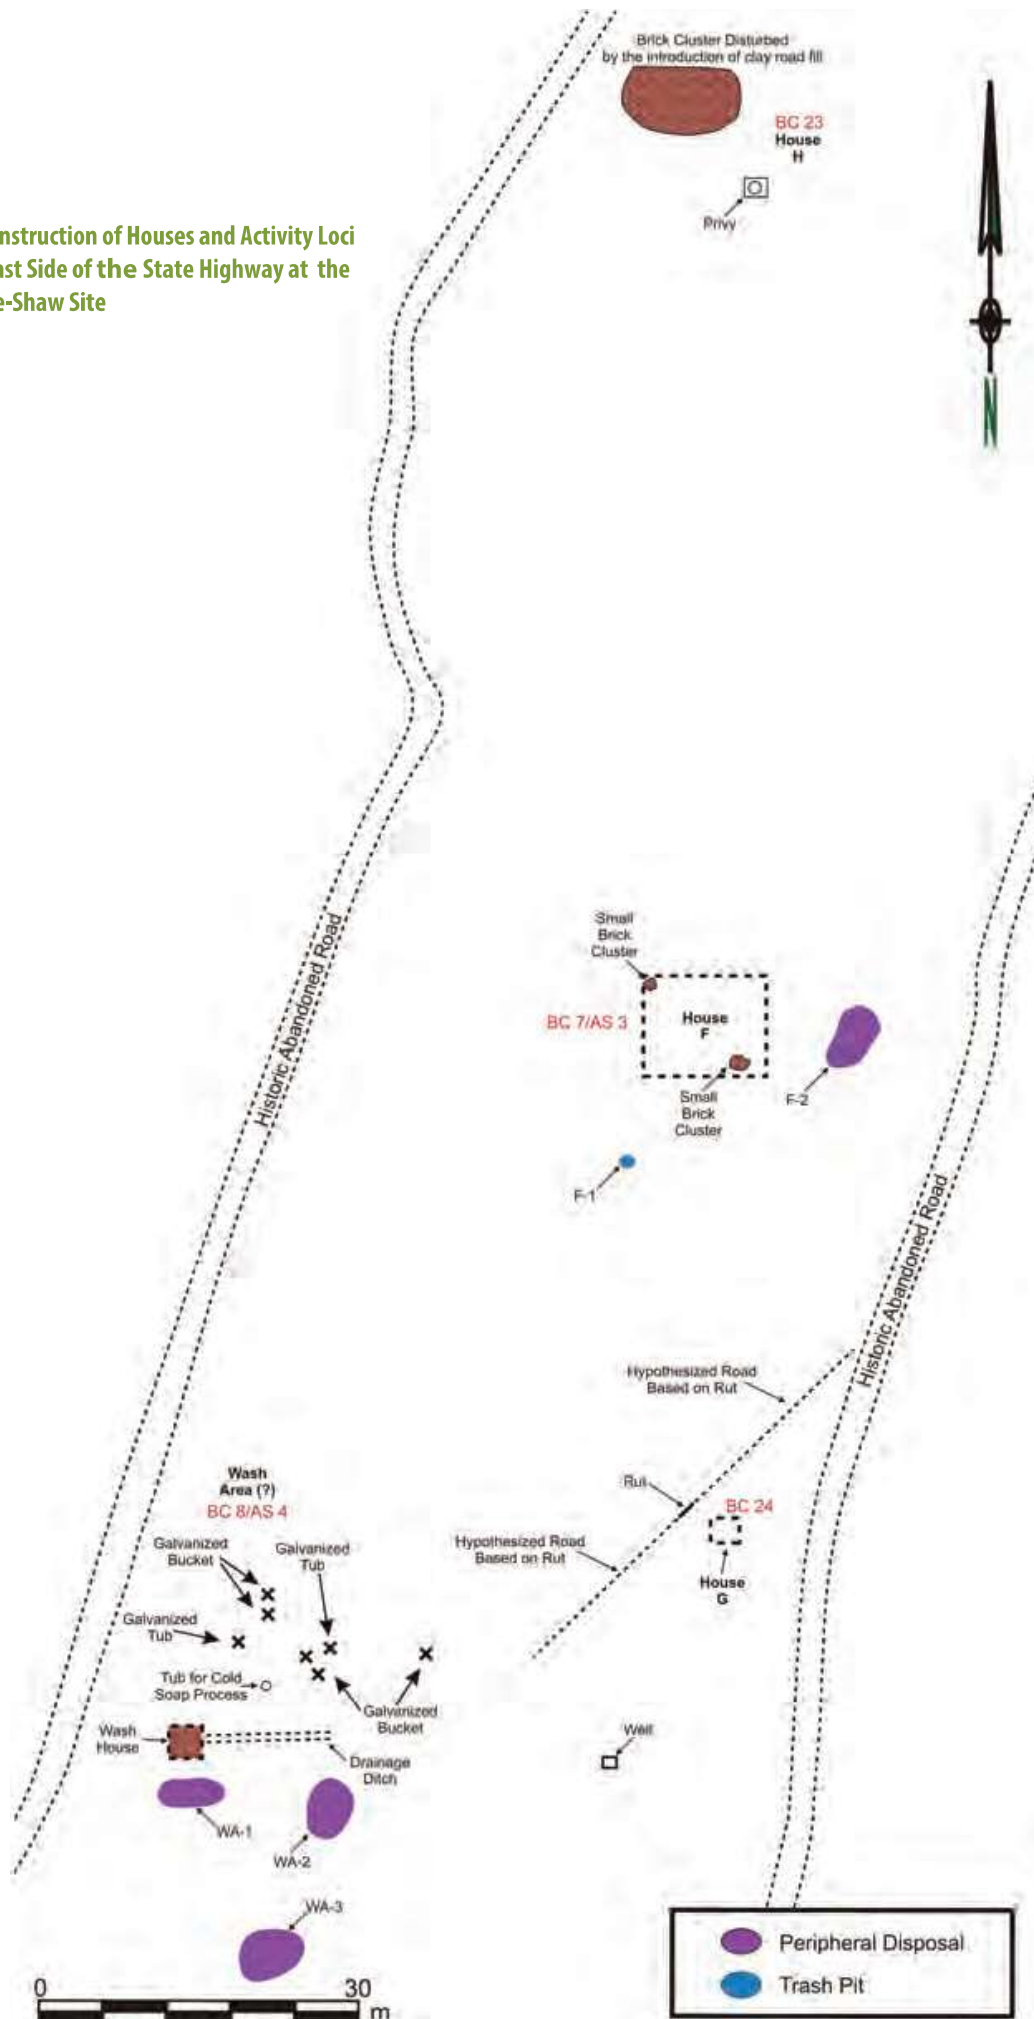 Brick Cluster Disturbed
by the introduction of clay road fill
BC 23
House
H
Privy
nstruction of Houses and Activity Loci
ast Side of the State Highway at the
e-Shaw Site
N
Historic Abandoned Road
Small
Brick
Cluster
BC 7/AS 3
House
F
Small
Brick
Cluster
F-2
F-1
Historic Abandoned Road
Hypothesized Road
Based on Rut
Rut
BC 24
Hypothesized Road
Based on Rut
House
G
Wash
Area (?)
BC 8/AS 4
Galvanized
Bucket
Galvanized
Tub
Galvanized
Tub
Tub for Cold
Soap Process
Galvanized
Bucket
Wash
House
Drainage
Ditch
Well
WA-1
WA-2
WA-3
Peripheral Disposal
Trash Pit
0 30
m